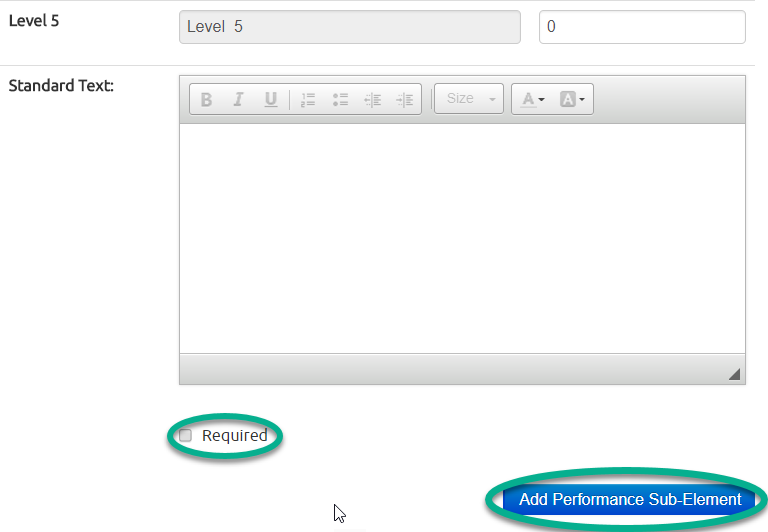 Level 5 Level  5 0
Standard Text:
B I U Size A A
Required
Add Performance Sub-Element